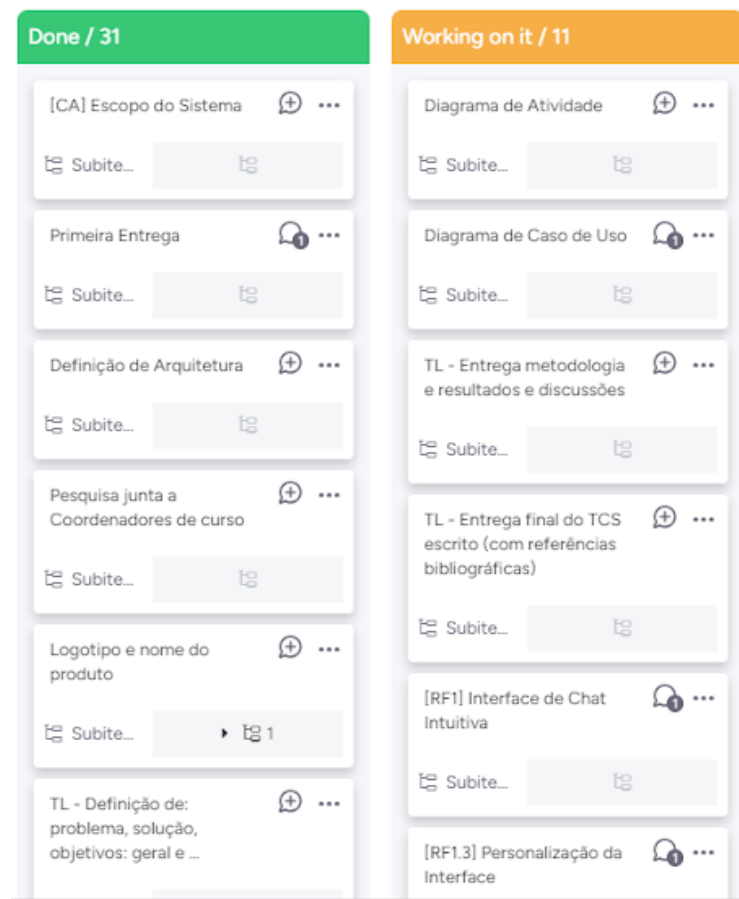 Done / 31
[CA] Escopo do Sistema
Subite...
Primeira Entrega
1
Subite...
Definição de Arquitetura
Subite...
Pesquisa junta a
Coordenadores de curso
Subite...
Logotipo e nome do
produto
Subite...
1
TL - Definição de:
problema, solução,
objetivos: geral e ...
Working on it / 11
Diagrama de Atividade
Subite...
Diagrama de Caso de Uso
1
Subite...
TL - Entrega metodologia
e resultados e discussões
Subite...
TL - Entrega final do TCS
escrito (com referências
bibliográficas)
Subite...
[RF1] Interface de Chat
Intuitiva
1
Subite...
[RF1.3] Personalização da
Interface
1